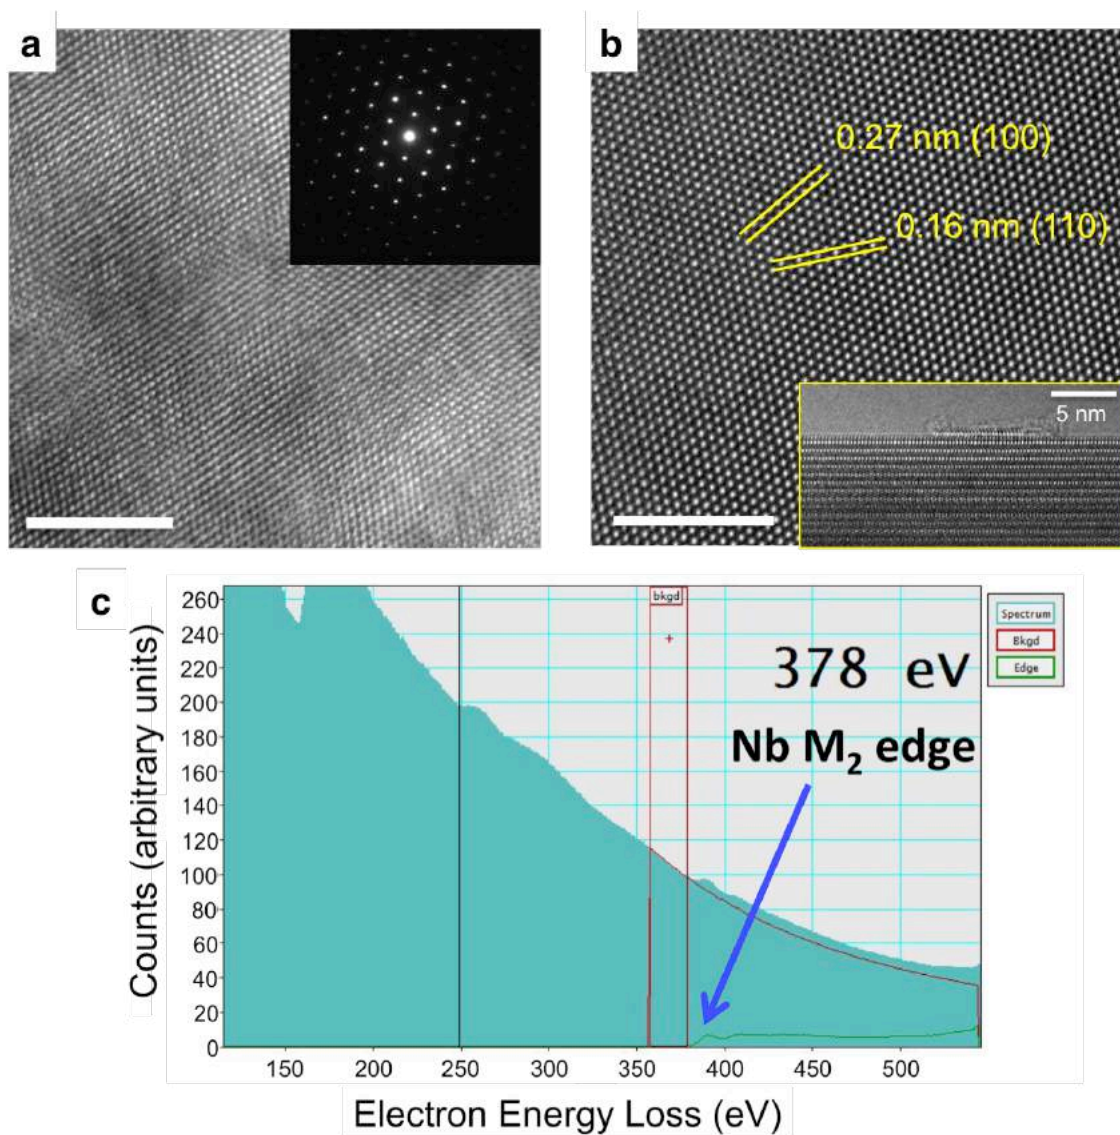 a
b
0.27 nm (100)
0.16 nm (110)
5 nm
c
bkgd
Spectrum
Bkgd
Edge
378 eV
Nb M₂ edge
260
240
220
200
180
160
140
120
100
80
60
40
20
0
150 200 250 300 350 400 450 500
Counts (arbitrary units)
Electron Energy Loss (eV)